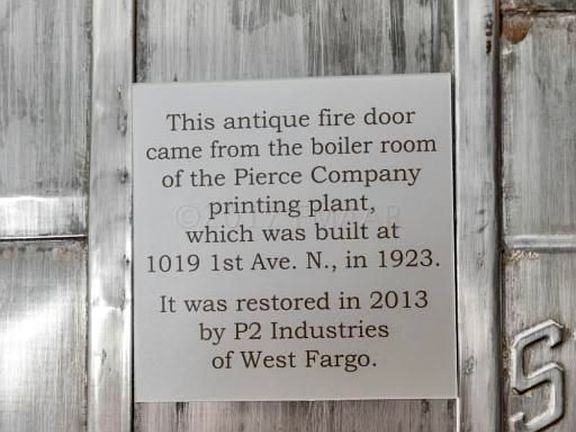 This antique fire door
came from the boiler room
of the Pierce Company
printing plant,
which was built at
1019 1st Ave. N., in 1923.
It was restored in 2013
by P2 Industries
of West Fargo.
S